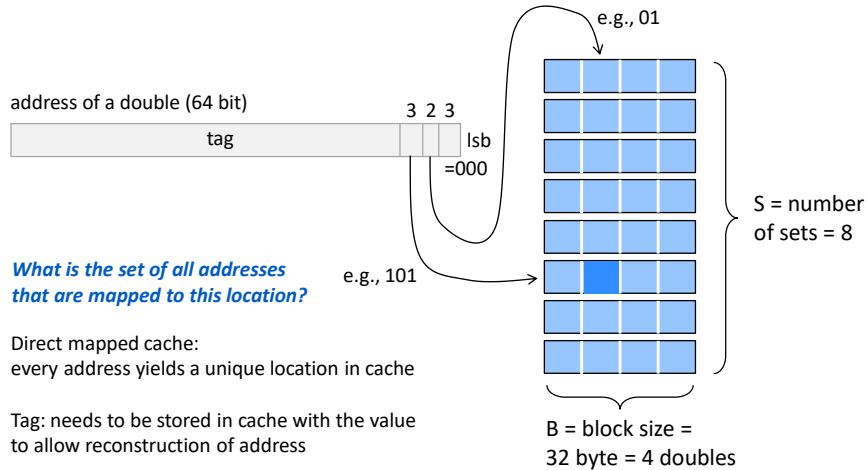 e.g., 01
address of a double (64 bit)
3 2 3
tag
lsb
=000
S = number
of sets = 8
What is the set of all addresses
that are mapped to this location?
e.g., 101
Direct mapped cache:
every address yields a unique location in cache
Tag: needs to be stored in cache with the value
to allow reconstruction of address
B = block size =
32 byte = 4 doubles